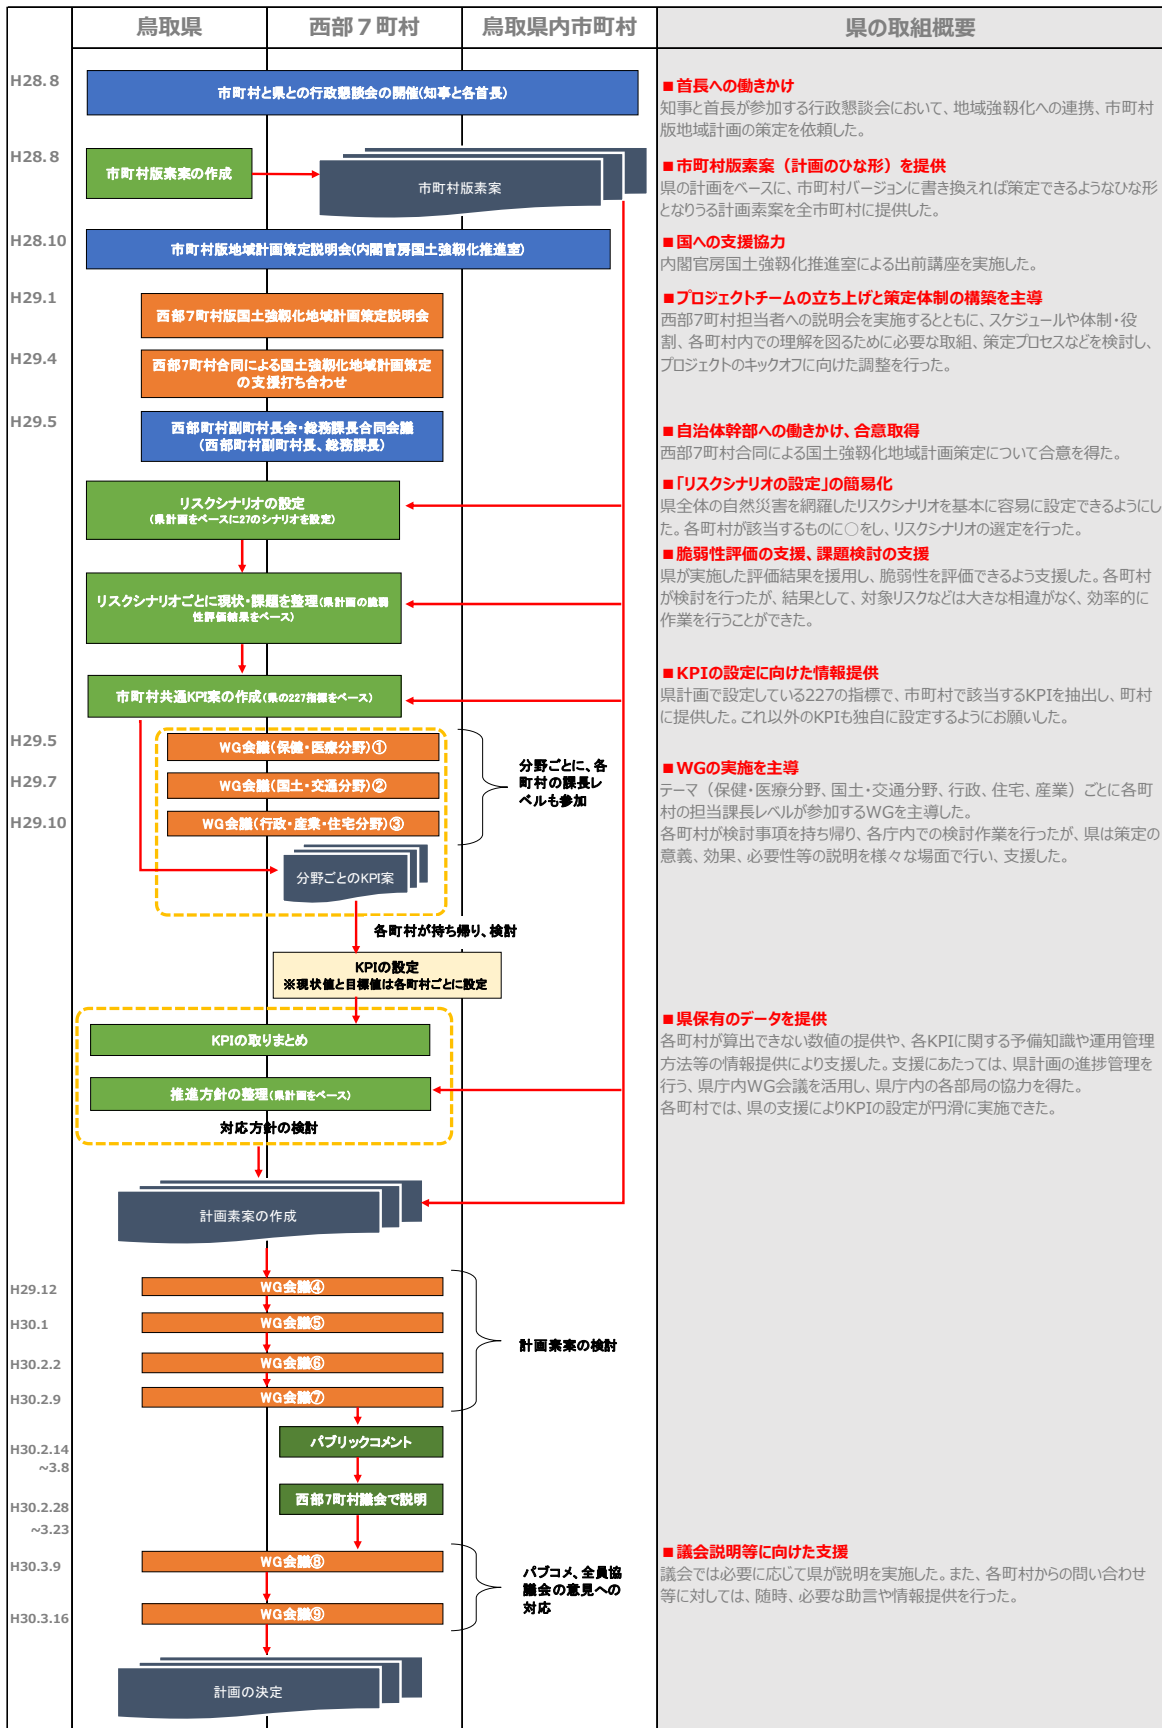 鳥取県
西部７町村
鳥取県内市町村
県の取組概要
H28.8
市町村と県との行政懇談会の開催(知事と各首長)
■首長への働きかけ
知事と首長が参加する行政懇談会において、地域強靱化への連携、市町村
版地域計画の策定を依頼した。
H28.8
市町村版素案の作成
市町村版素案
■市町村版素案（計画のひな形）を提供
県の計画をベースに、市町村バージョンに書き換えれば策定できるようなひな形
となりうる計画素案を全市町村に提供した。
H28.10
市町村版地域計画策定説明会(内閣官房国土強靱化推進室)
■国への支援協力
内閣官房国土強靱化推進室による出前講座を実施した。
H29.1
西部7町村版国土強靱化地域計画策定説明会
■プロジェクトチームの立ち上げと策定体制の構築を主導
西部7町村担当者への説明会を実施するとともに、スケジュールや体制・役
割、各町村内での理解を図るために必要な取組、策定プロセスなどを検討し、
プロジェクトのキックオフに向けた調整を行った。
H29.4
西部7町村合同による国土強靱化地域計画策定
の支援打ち合わせ
H29.5
西部町村副町村長会・総務課長合同会議
(西部町村副町村長、総務課長)
■自治体幹部への働きかけ、合意取得
西部7町村合同による国土強靱化地域計画策定について合意を得た。
リスクシナリオの設定
(県計画をベースに27のシナリオを設定)
■「リスクシナリオの設定」の簡易化
県全体の自然災害を網羅したリスクシナリオを基本に容易に設定できるようにし
た。各町村が該当するものに○をし、リスクシナリオの選定を行った。
リスクシナリオごとに現状・課題を整理(県計画の脆弱
性評価結果をベース)
■脆弱性評価の支援、課題検討の支援
県が実施した評価結果を援用し、脆弱性を評価できるよう支援した。各町村
が検討を行ったが、結果として、対象リスクなどは大きな相違がなく、効率的に
作業を行うことができた。
市町村共通KPI案の作成(県の227指標をベース)
■KPIの設定に向けた情報提供
県計画で設定している227の指標で、市町村で該当するKPIを抽出し、町村
に提供した。これ以外のKPIも独自に設定するようにお願いした。
H29.5
WG会議(保健・医療分野)①
H29.7
WG会議(国土・交通分野)②
H29.10
WG会議(行政・産業・住宅分野)③
分野ごとに、各
町村の課長レ
ベルも参加
■WGの実施を主導
テーマ（保健・医療分野、国土・交通分野、行政、住宅、産業）ごとに各町
村の担当課長レベルが参加するWGを主導した。
各町村が検討事項を持ち帰り、各庁内での検討作業を行ったが、県は策定の
意義、効果、必要性等の説明を様々な場面で行い、支援した。
分野ごとのKPI案
各町村が持ち帰り、検討
KPIの設定
※現状値と目標値は各町村ごとに設定
KPIの取りまとめ
推進方針の整理(県計画をベース)
対応方針の検討
■県保有のデータを提供
各町村が算出できない数値の提供や、各KPIに関する予備知識や運用管理
方法等の情報提供により支援した。支援にあたっては、県計画の進捗管理を
行う、県庁内WG会議を活用し、県庁内の各部局の協力を得た。
各町村では、県の支援によりKPIの設定が円滑に実施できた。
計画素案の作成
H29.12
WG会議④
H30.1
WG会議⑤
計画素案の検討
H30.2.2
WG会議⑥
H30.2.9
WG会議⑦
H30.2.14
~3.8
パブリックコメント
H30.2.28
~3.23
西部7町村議会で説明
H30.3.9
WG会議⑧
H30.3.16
WG会議⑨
パブコメ、全員協
議会の意見への
対応
■議会説明等に向けた支援
議会では必要に応じて県が説明を実施した。また、各町村からの問い合わせ
等に対しては、随時、必要な助言や情報提供を行った。
計画の決定